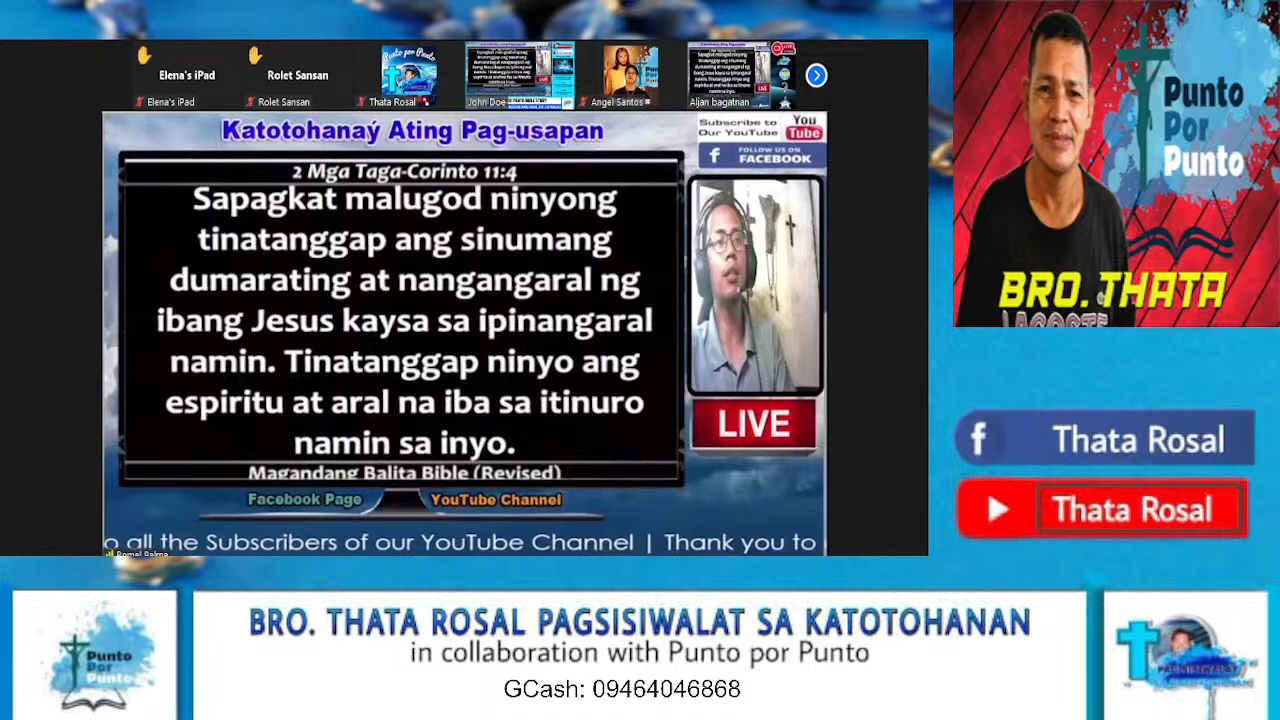 Elena's iPad
Rolet Sansan
Elena's iPad
Rolet Sansan
Thata Rosal
John Doe
Angel Santos
Aljan bagatnan
Katotohanaý Ating Pag-usapan
Subscribe to
Our YouTube
You
Tube
FOLLOW US ON
FACEBOOK
2 Mga Taga-Corinto 11:4
Sapagkat malugod ninyong
tinatanggap ang sinumang
dumarating at nangangaral ng
ibang Jesus kaysa sa ipinangaral
namin. Tinatanggap ninyo ang
espiritu at aral na iba sa itinuro
namin sa inyo.
Magandang Balita Bible (Revised)
LIVE
Facebook Page
YouTube Channel
o all the Subscribers of our YouTube Channel | Thank you to
Romel Palma
Punto
Por
Punto
BRO. THATA
LACOSTE
Thata Rosal
Thata Rosal
BRO. THATA ROSAL PAGSISIWALAT SA KATOTOHANAN
in collaboration with Punto por Punto
GCash: 09464046868
Punto
Por
Punto